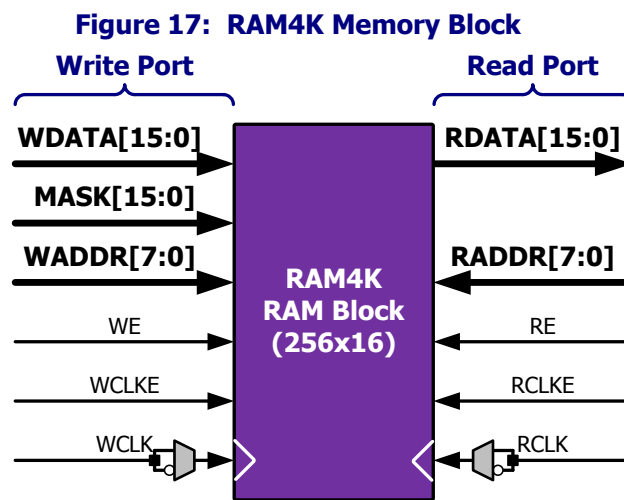 Figure 17: RAM4K Memory Block
Write Port
Read Port
WDATA[15:0]
RDATA[15:0]
MASK[15:0]
WADDR[7:0]
RADDR[7:0]
RAM4K
RAM Block
(256x16)
WE
RE
WCLKE
RCLKE
WCLK
RCLK